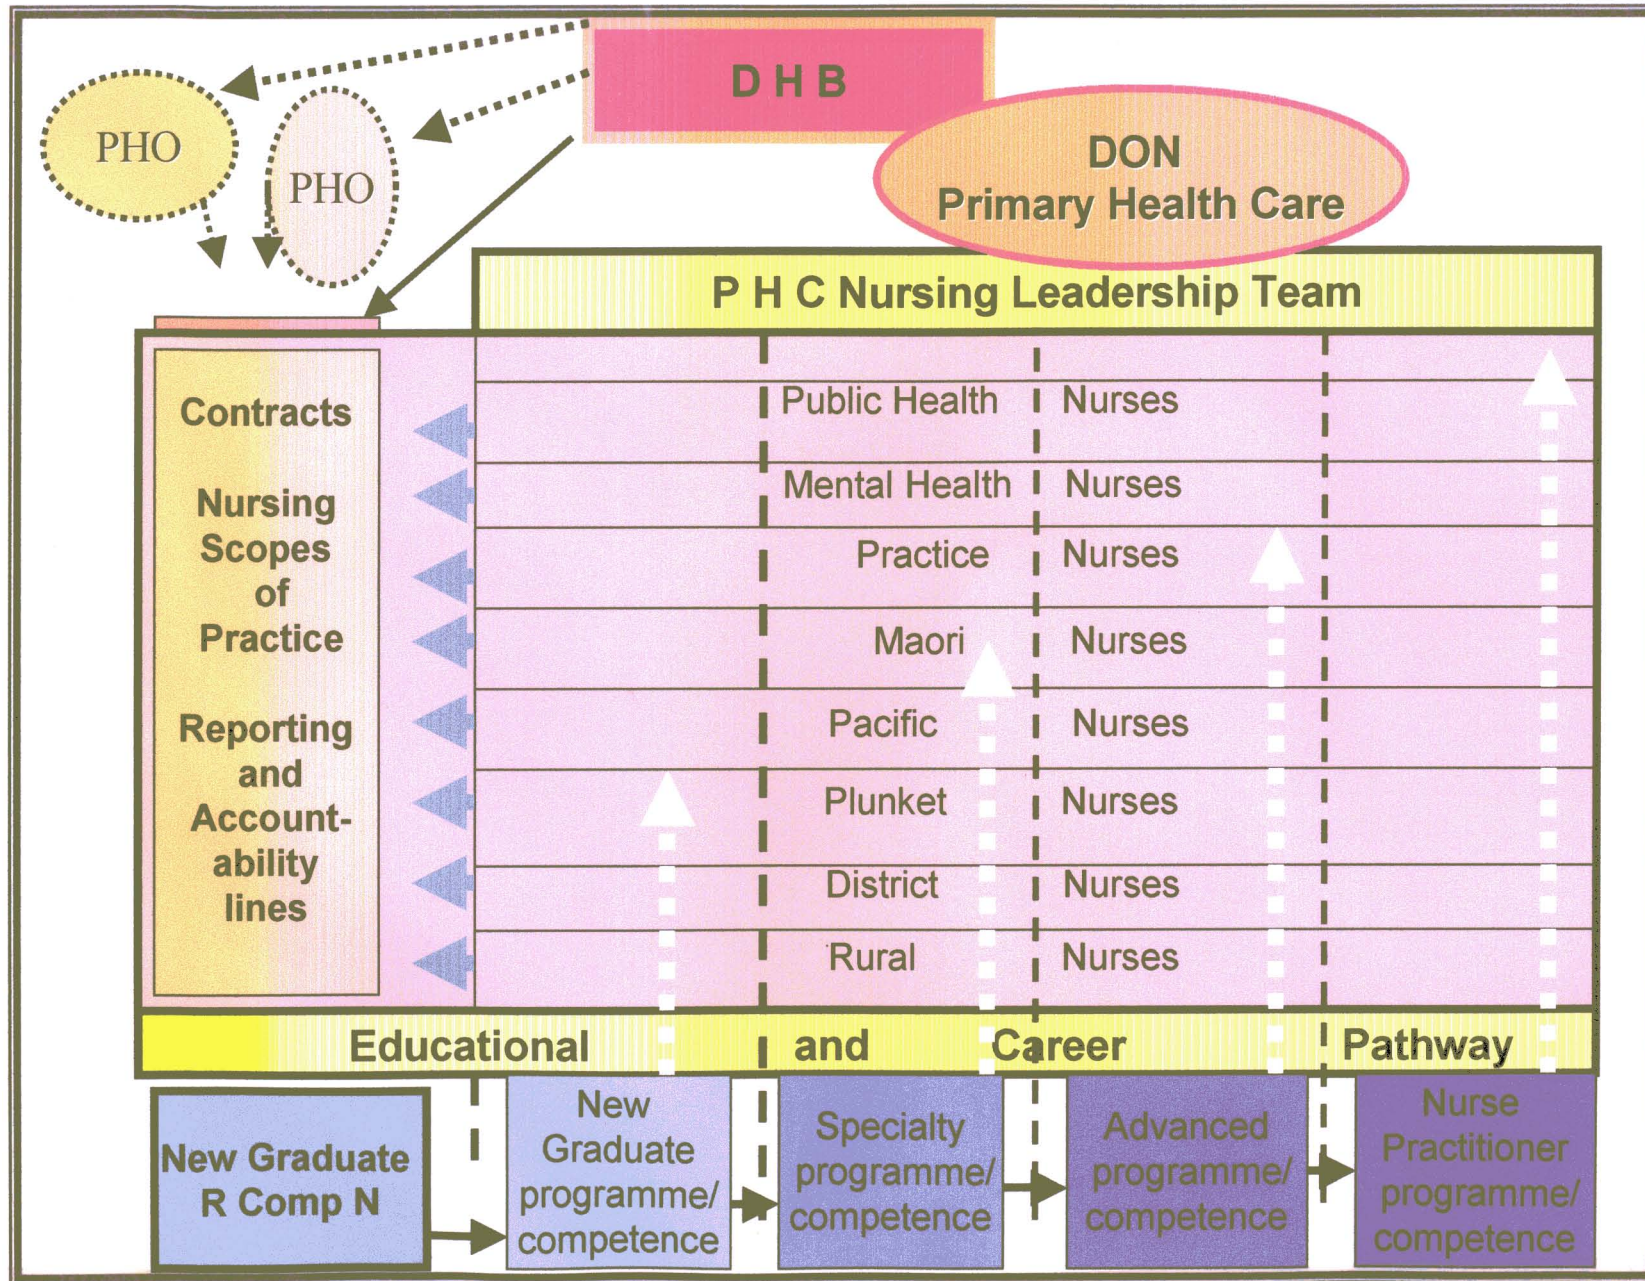 D H B
PHO
PHO
DON
Primary Health Care
P H C Nursing Leadership Team
Contracts
Nursing
Scopes
of
Practice
Reporting
and
Account-
ability
lines
Public Health Nurses
Mental Health Nurses
Practice Nurses
Maori Nurses
Pacific Nurses
Plunket Nurses
District Nurses
Rural Nurses
Educational and Career Pathway
New Graduate
R Comp N
New
Graduate
programme/
competence
Specialty
programme/
competence
Advanced
programme/
competence
Nurse
Practitioner
programme/
competence